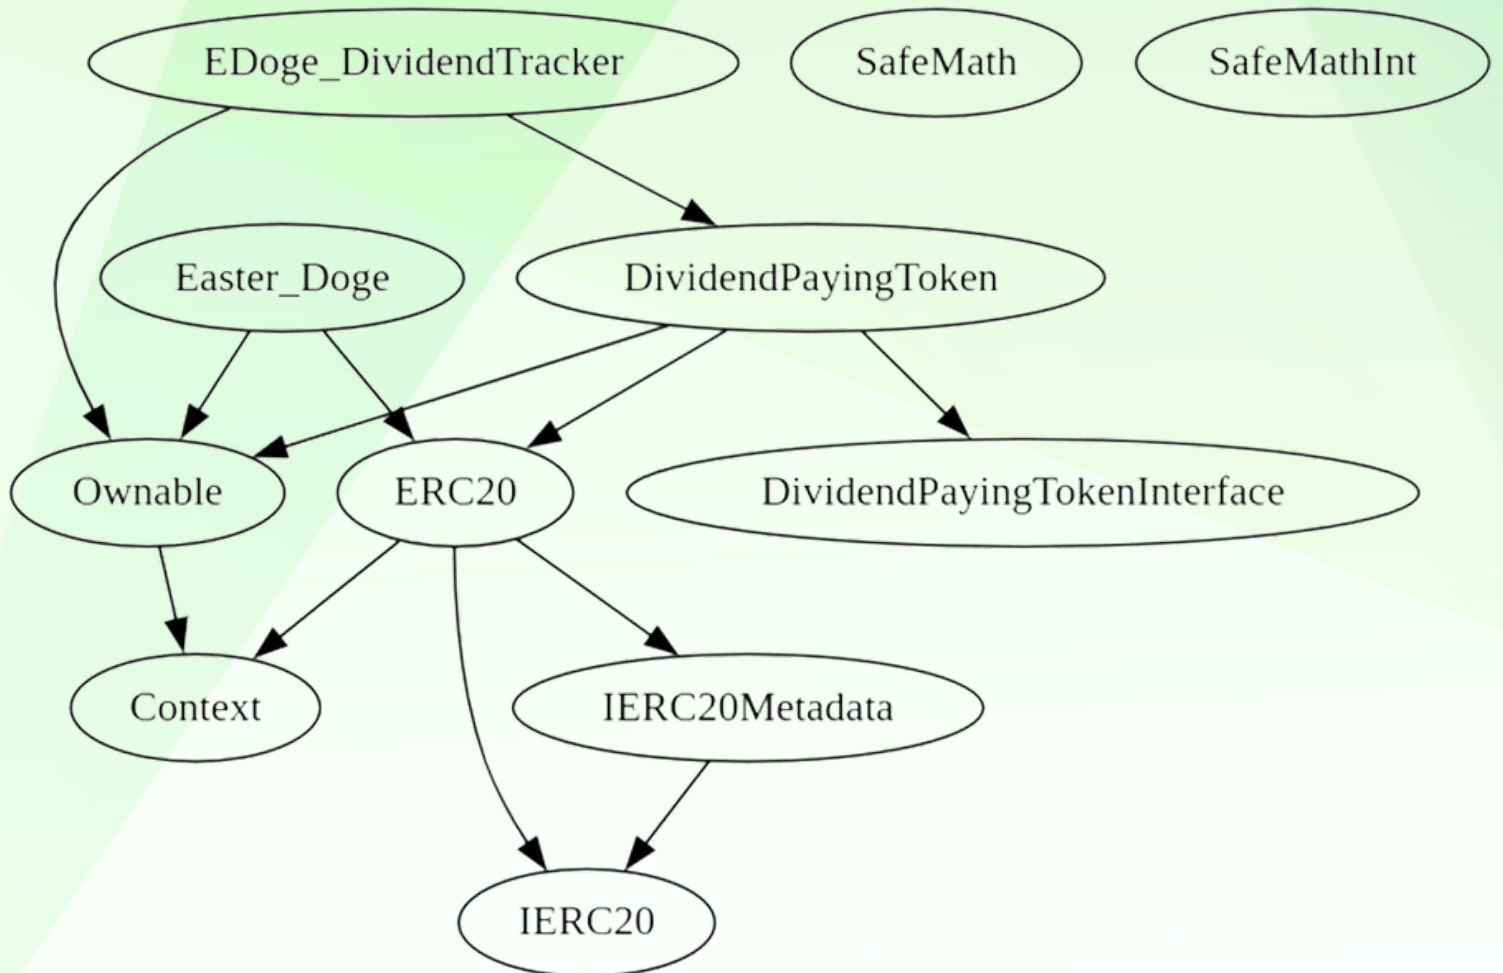 EDoge_DividendTracker
SafeMath
SafeMathInt
Easter_Doge
DividendPayingToken
Ownable
ERC20
DividendPayingTokenInterface
Context
IERC20Metadata
IERC20